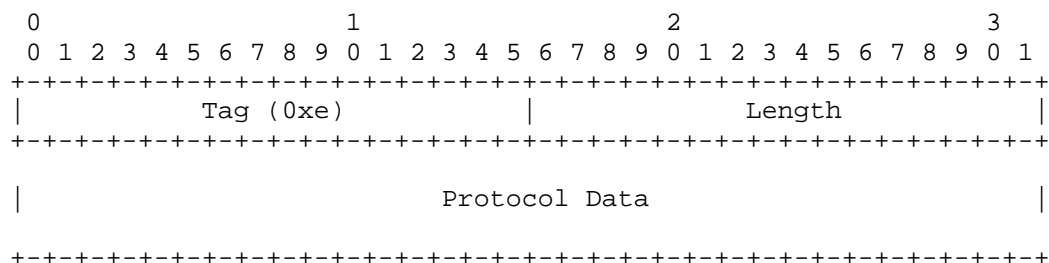 0                   1                   2                   3
 0 1 2 3 4 5 6 7 8 9 0 1 2 3 4 5 6 7 8 9 0 1 2 3 4 5 6 7 8 9 0 1
+-+-+-+-+-+-+-+-+-+-+-+-+-+-+-+-+-+-+-+-+-+-+-+-+-+-+-+-+-+-+-+-+
|           Tag (0xe)           |             Length            |
+-+-+-+-+-+-+-+-+-+-+-+-+-+-+-+-+-+-+-+-+-+-+-+-+-+-+-+-+-+-+-+-+
|                          Protocol Data                        |
+-+-+-+-+-+-+-+-+-+-+-+-+-+-+-+-+-+-+-+-+-+-+-+-+-+-+-+-+-+-+-+-+